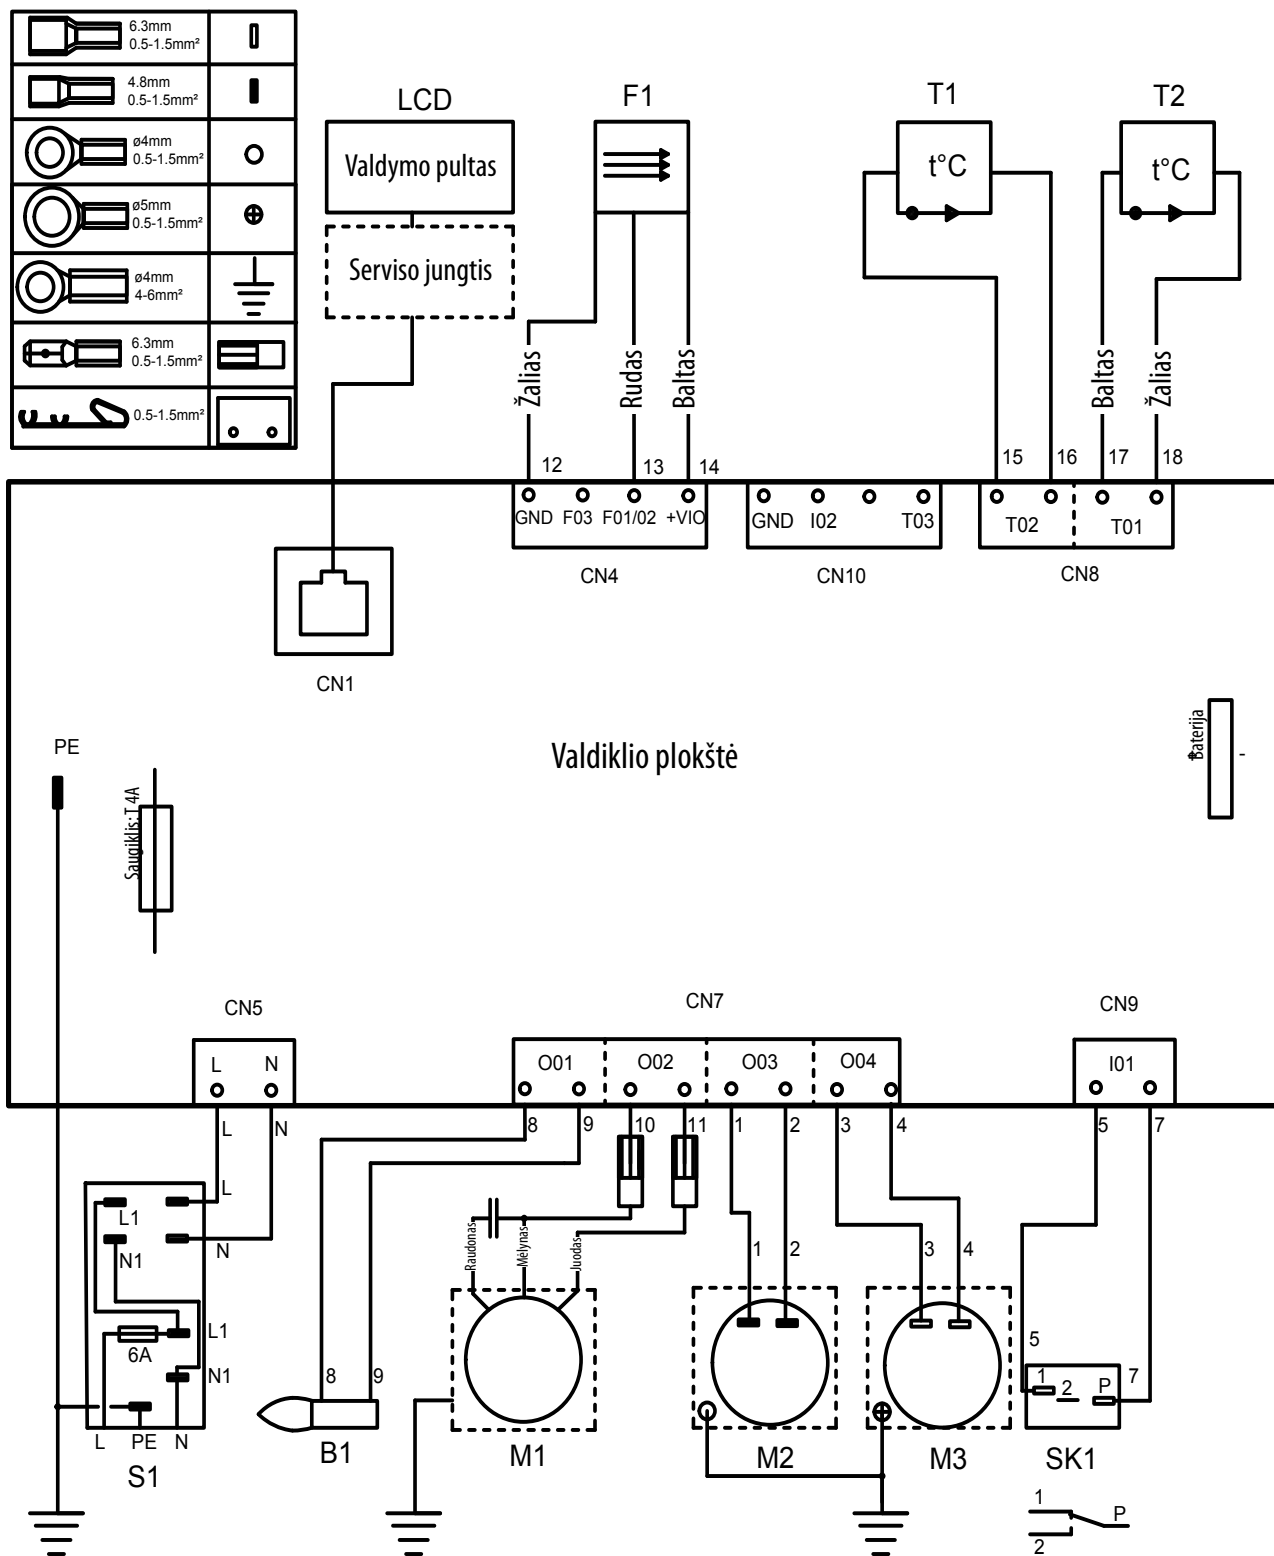 6.3mm
0.5-1.5mm²
4.8mm
0.5-1.5mm²
ø4mm
0.5-1.5mm²
ø5mm
0.5-1.5mm²
ø4mm
4-6mm²
6.3mm
0.5-1.5mm²
0.5-1.5mm²
LCD
F1
T1
T2
Valdymo pultas
t°C
t°C
Serviso jungtis
Žalias
Rudas
Baltas
Baltas
Žalias
12
13
14
15
16
17
18
GND F03 F01/02 +VIO
GND I02 T03
T02
T01
CN4
CN10
CN8
CN1
PE
Valdiklio plokštė
+
Baterija
-
Saugiklis: T 4A
CN5
CN7
CN9
L N
O01
O02
O03
O04
I01
L
N
8
9
10
11
1
2
3
4
5
7
L
L1
N
N1
Raudonas
Mėlynas
Juodas
1
2
3
4
L1
6A
N1
8
9
5
7
1
2
P
L PE N
S1
B1
M1
M2
M3
SK1
1
P
2